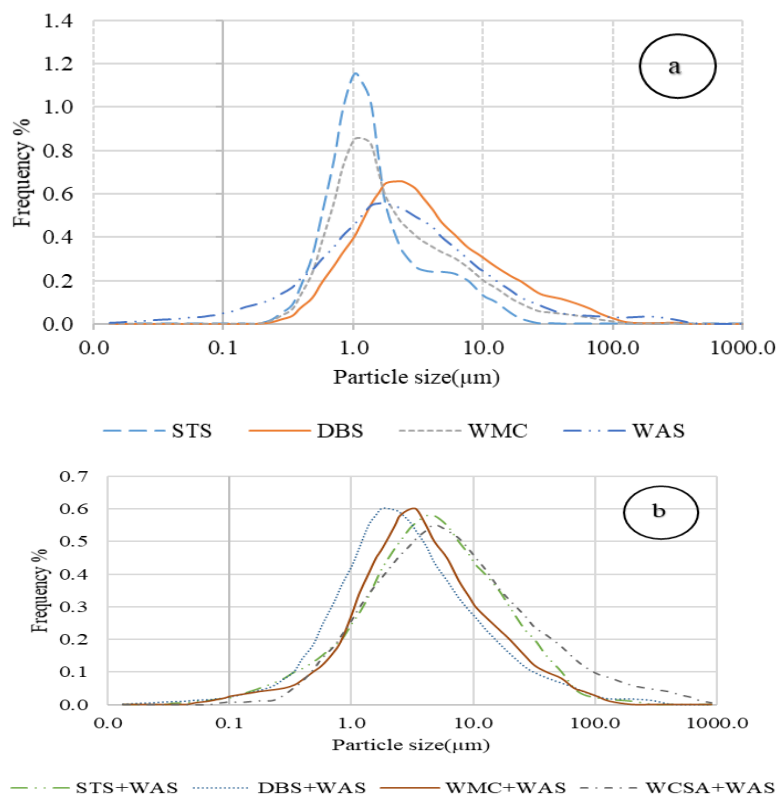 a
1.4
1.2
1.0
0.8
0.6
0.4
0.2
0.0
Frequency %
0.0 0.1 1.0 10.0 100.0 1000.0
Particle size(µm)
STS DBS WMC WAS
b
0.7
0.6
0.5
0.4
0.3
0.2
0.1
0.0
Frequency %
0.0 0.1 1.0 10.0 100.0 1000.0
Particle size(µm)
STS+WAS DBS+WAS WMC+WAS WCSA+WAS